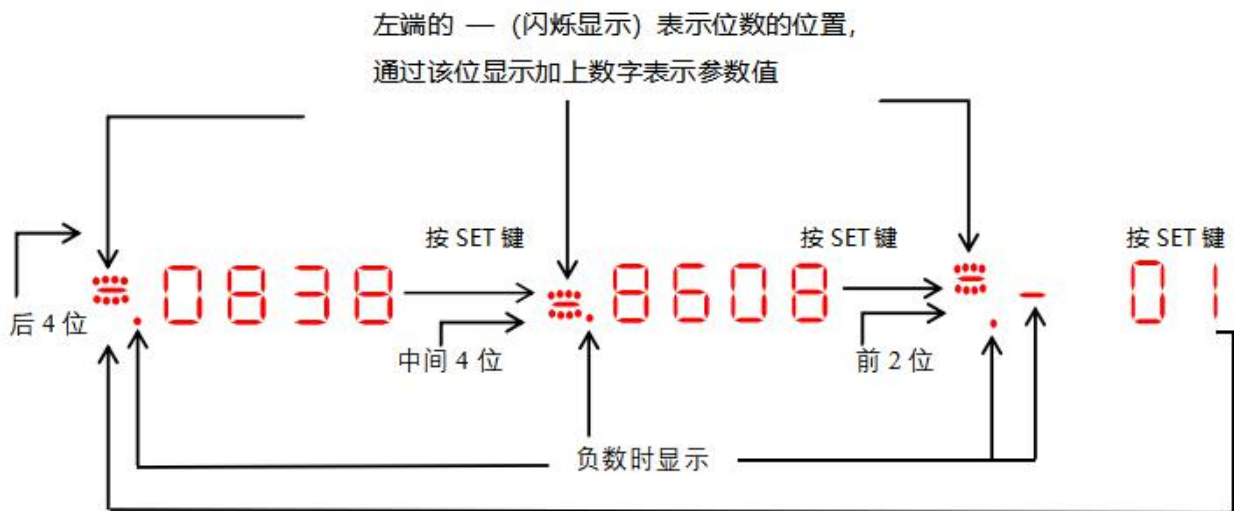 左端的 — (闪烁显示) 表示位数的位置,
通过该位显示加上数字表示参数值
按 SET 键
按 SET 键
按 SET 键
.0838
.8608
.- 01
后 4 位
中间 4 位
前 2 位
负数时显示